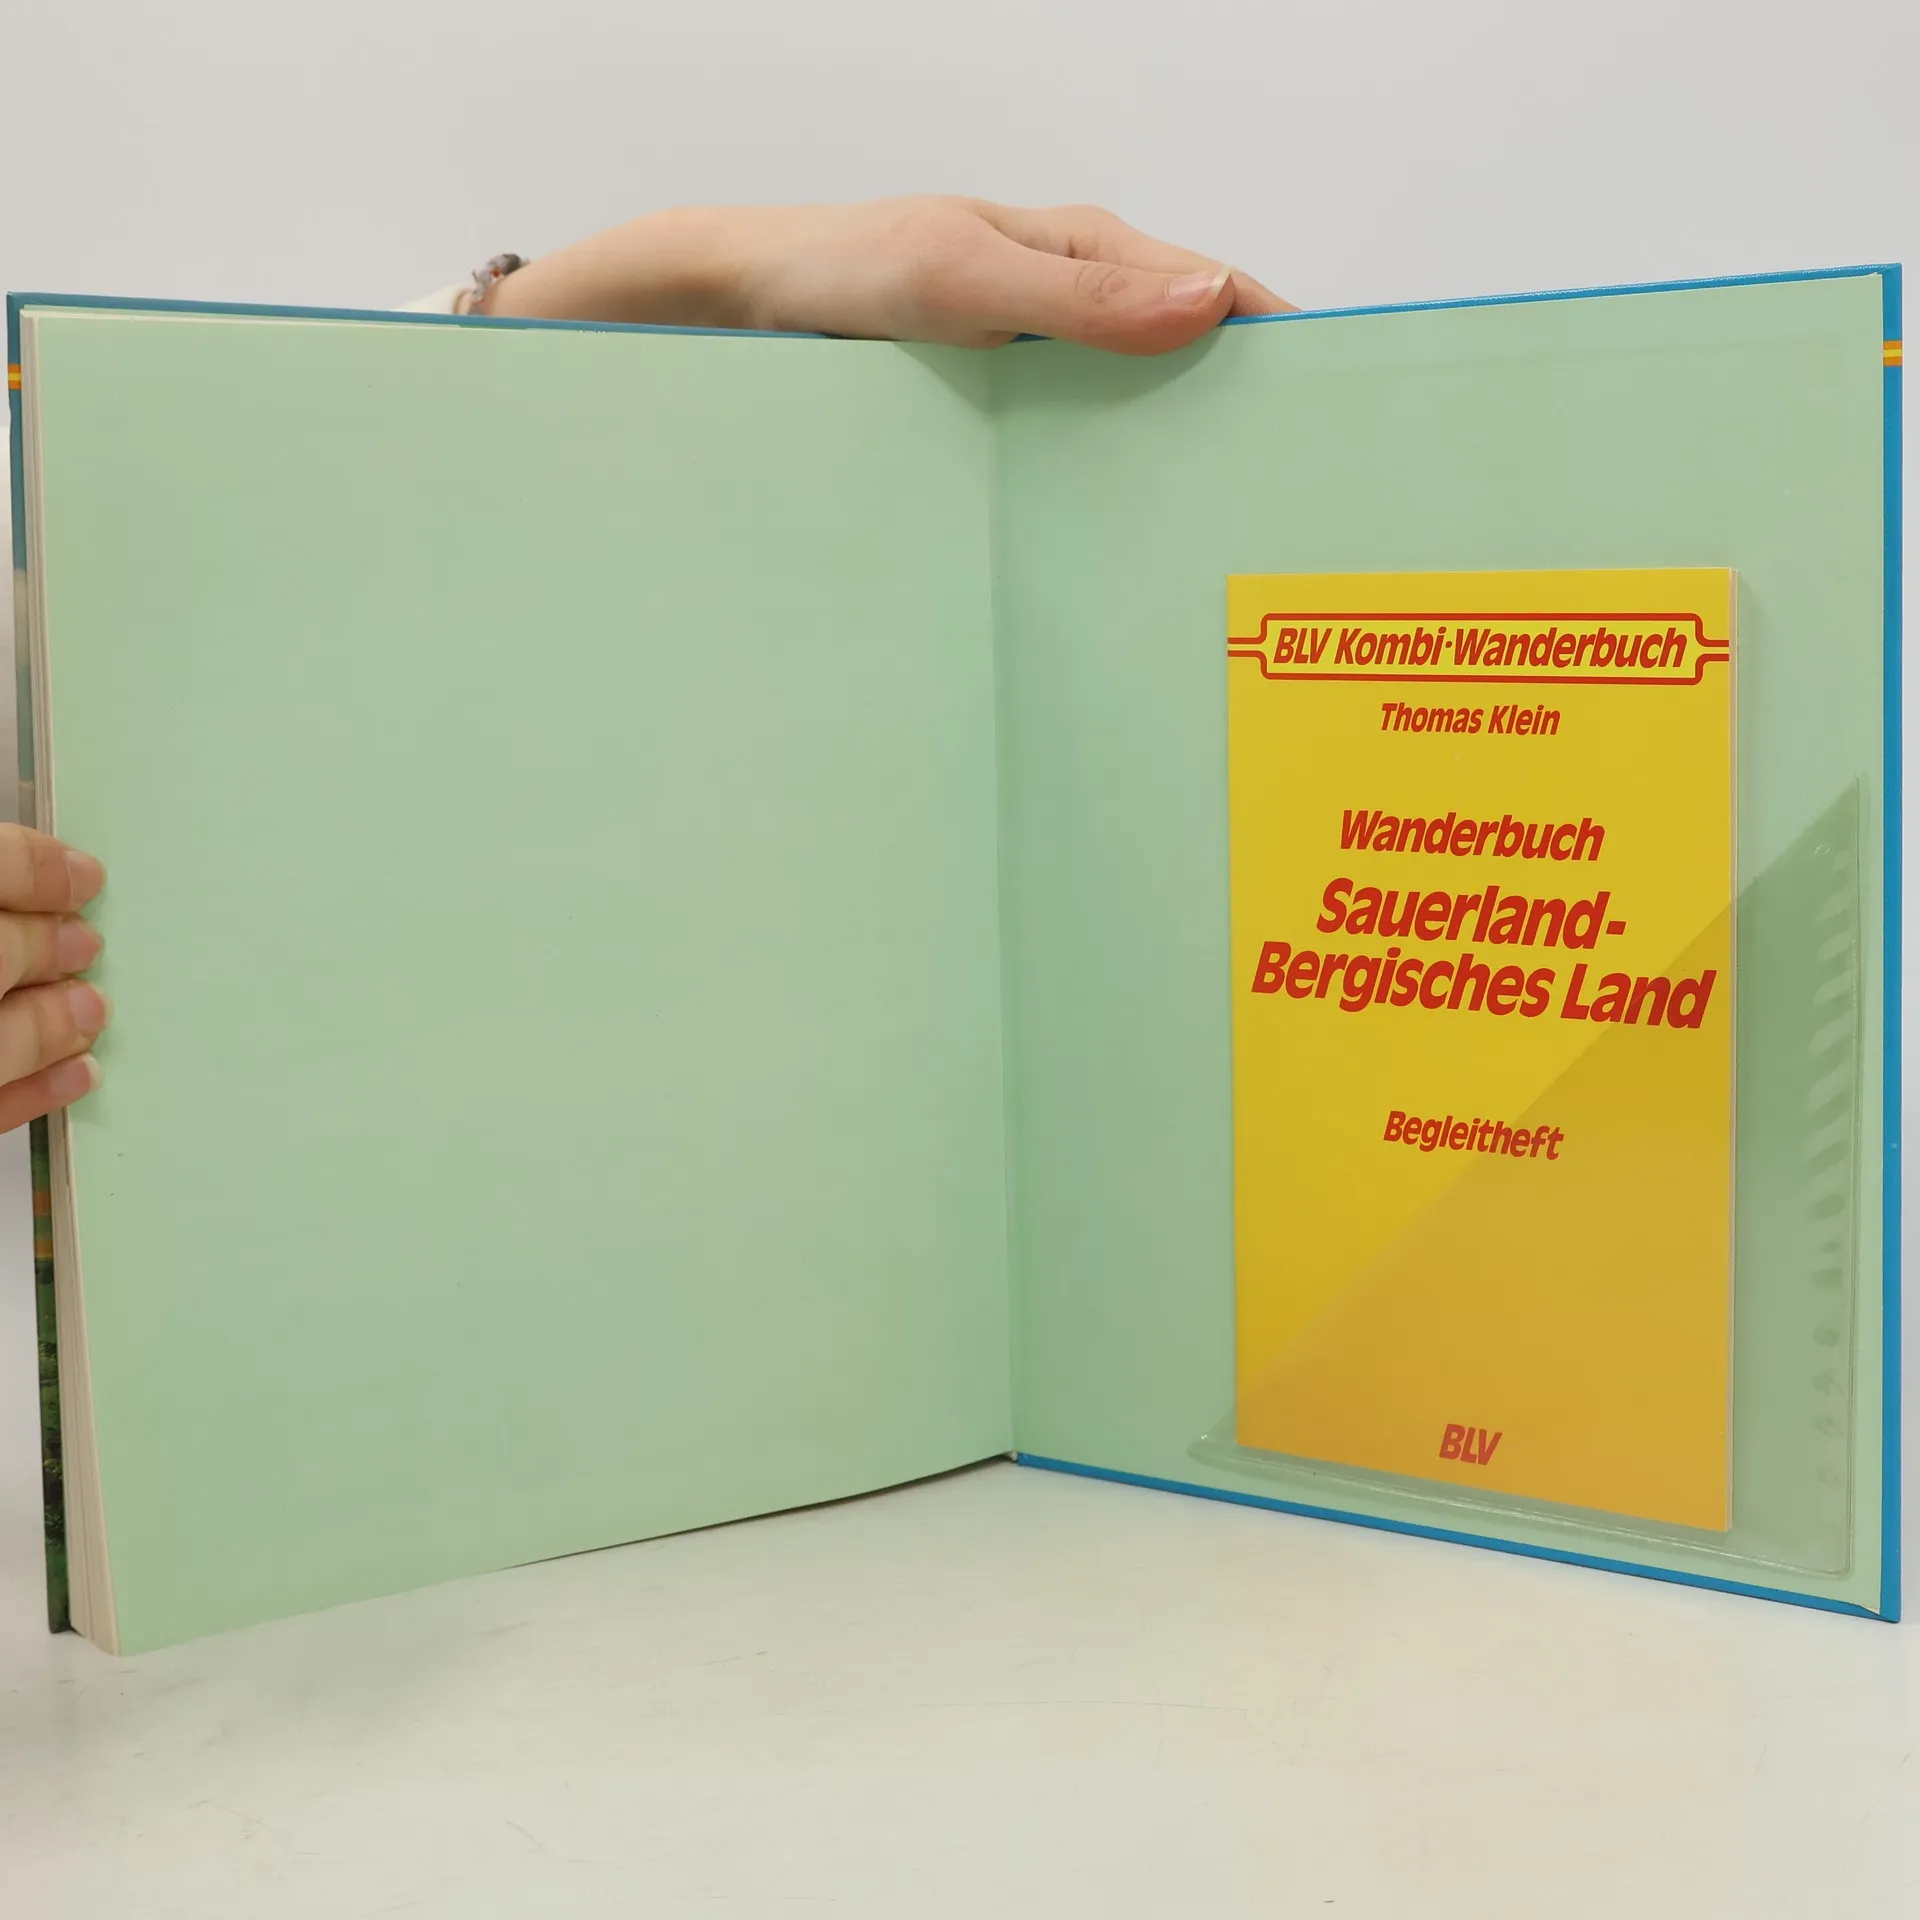 BLV Kombi·Wanderbuch
Thomas Klein
Wanderbuch
Sauerland-
Bergisches Land
Begleitheft
BLV